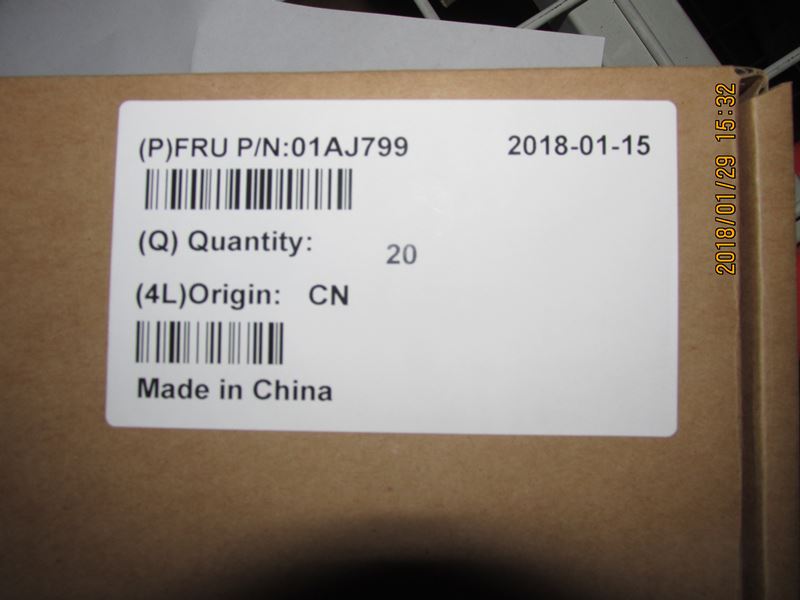 (P)FRU P/N:01AJ799 2018-01-15
(Q) Quantity: 20
(4L)Origin: CN
Made in China
2018/01/29 15:32